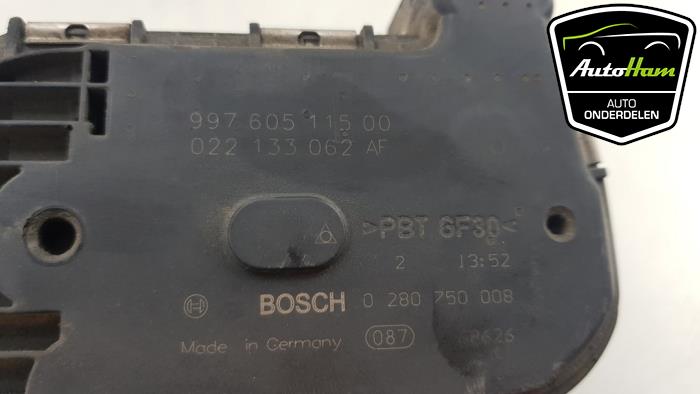 AutoHam
AUTO
ONDERDELEN
997 605 115 00
022 133 062 AF
>PBT GF30<
2 13:52
BOSCH 0 280 750 008
Made in Germany 087